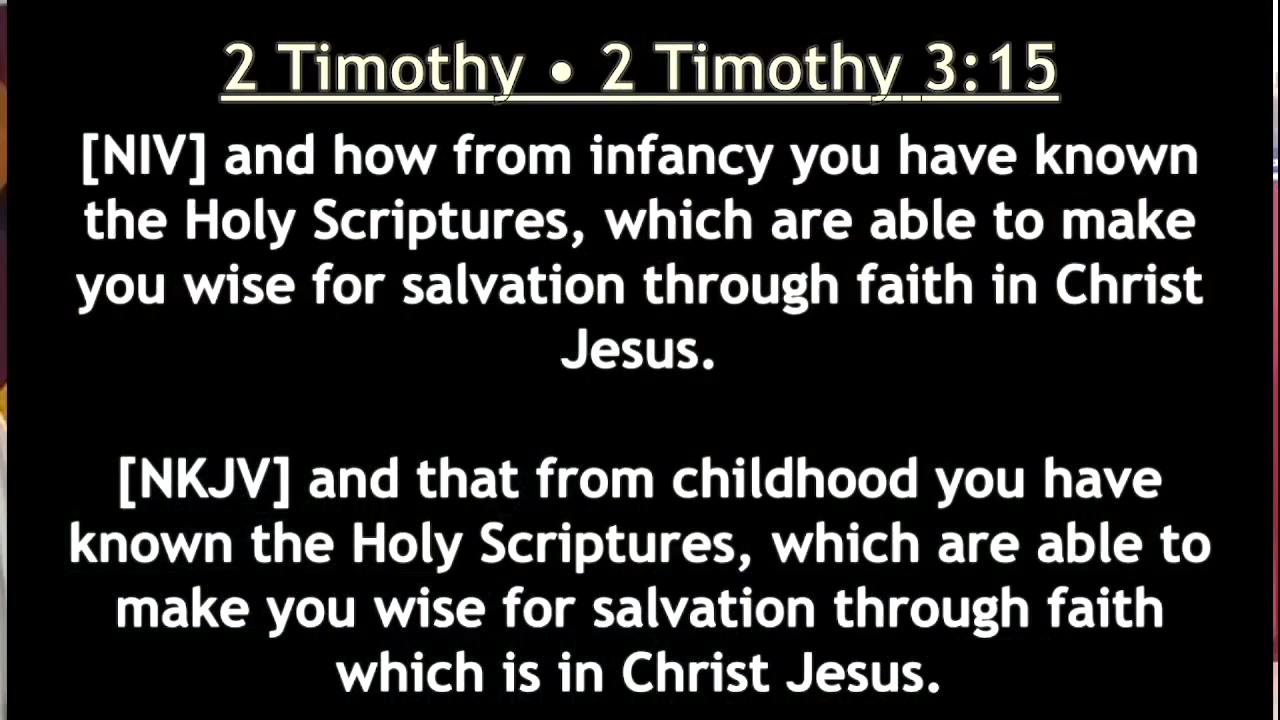 2 Timothy • 2 Timothy 3:15
[NIV] and how from infancy you have known
the Holy Scriptures, which are able to make
you wise for salvation through faith in Christ
Jesus.
[NKJV] and that from childhood you have
known the Holy Scriptures, which are able to
make you wise for salvation through faith
which is in Christ Jesus.